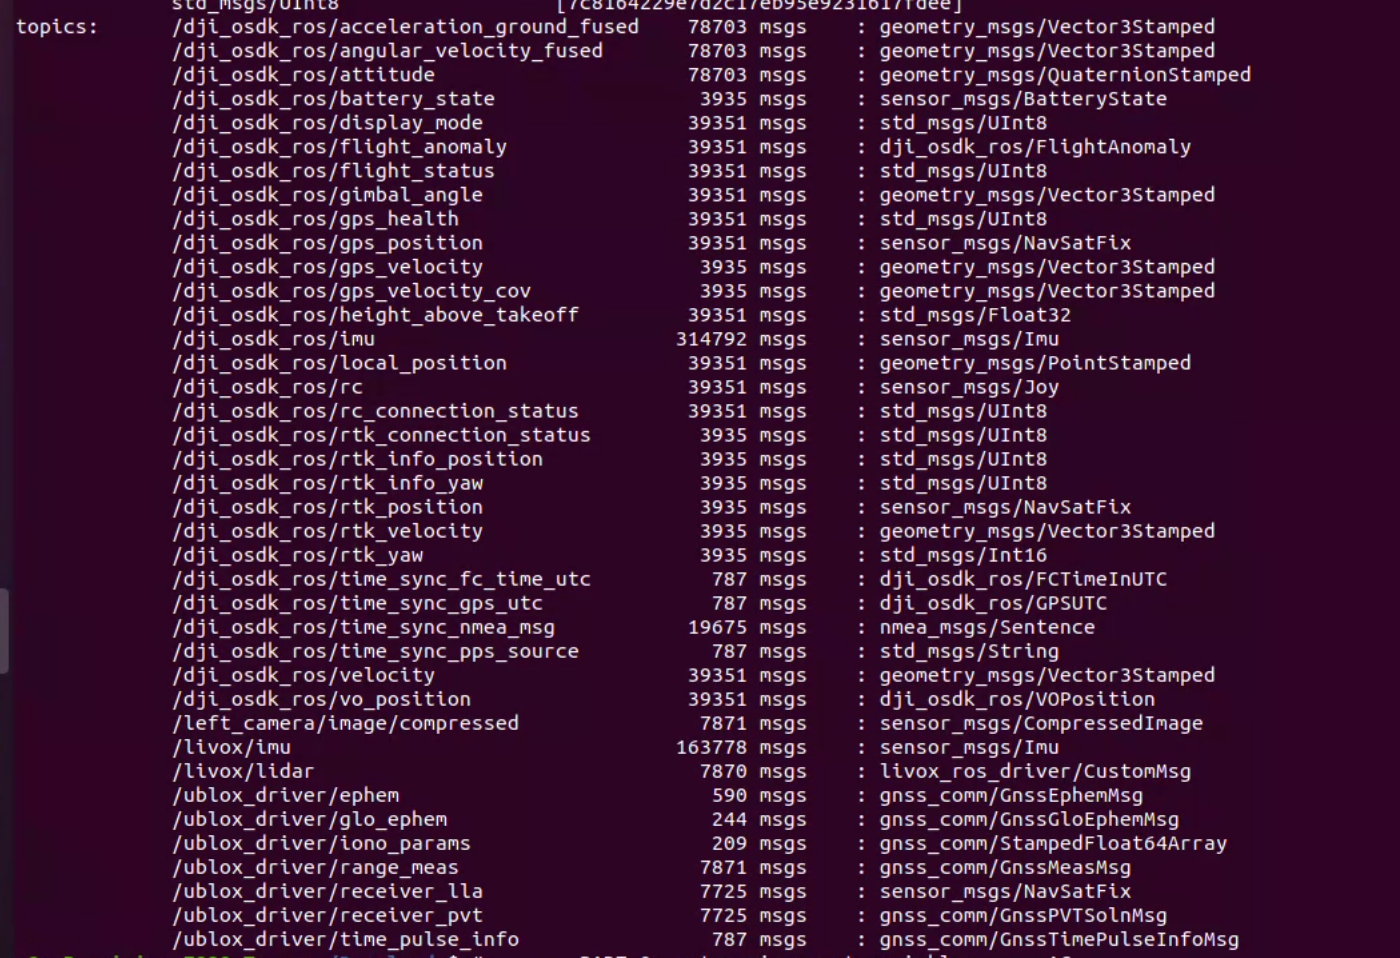 std_msgs/UInt8 [7c8164229e7d2c17eb95e9231617fdee]
topics: /dji_osdk_ros/acceleration_ground_fused 78703 msgs : geometry_msgs/Vector3Stamped
/dji_osdk_ros/angular_velocity_fused 78703 msgs : geometry_msgs/Vector3Stamped
/dji_osdk_ros/attitude 78703 msgs : geometry_msgs/QuaternionStamped
/dji_osdk_ros/battery_state 3935 msgs : sensor_msgs/BatteryState
/dji_osdk_ros/display_mode 39351 msgs : std_msgs/UInt8
/dji_osdk_ros/flight_anomaly 39351 msgs : dji_osdk_ros/FlightAnomaly
/dji_osdk_ros/flight_status 39351 msgs : std_msgs/UInt8
/dji_osdk_ros/gimbal_angle 39351 msgs : geometry_msgs/Vector3Stamped
/dji_osdk_ros/gps_health 39351 msgs : std_msgs/UInt8
/dji_osdk_ros/gps_position 39351 msgs : sensor_msgs/NavSatFix
/dji_osdk_ros/gps_velocity 3935 msgs : geometry_msgs/Vector3Stamped
/dji_osdk_ros/gps_velocity_cov 3935 msgs : geometry_msgs/Vector3Stamped
/dji_osdk_ros/height_above_takeoff 39351 msgs : std_msgs/Float32
/dji_osdk_ros/imu 314792 msgs : sensor_msgs/Imu
/dji_osdk_ros/local_position 39351 msgs : geometry_msgs/PointStamped
/dji_osdk_ros/rc 39351 msgs : sensor_msgs/Joy
/dji_osdk_ros/rc_connection_status 39351 msgs : std_msgs/UInt8
/dji_osdk_ros/rtk_connection_status 3935 msgs : std_msgs/UInt8
/dji_osdk_ros/rtk_info_position 3935 msgs : std_msgs/UInt8
/dji_osdk_ros/rtk_info_yaw 3935 msgs : std_msgs/UInt8
/dji_osdk_ros/rtk_position 3935 msgs : sensor_msgs/NavSatFix
/dji_osdk_ros/rtk_velocity 3935 msgs : geometry_msgs/Vector3Stamped
/dji_osdk_ros/rtk_yaw 3935 msgs : std_msgs/Int16
/dji_osdk_ros/time_sync_fc_time_utc 787 msgs : dji_osdk_ros/FCTimeInUTC
/dji_osdk_ros/time_sync_gps_utc 787 msgs : dji_osdk_ros/GPSUTC
/dji_osdk_ros/time_sync_nmea_msg 19675 msgs : nmea_msgs/Sentence
/dji_osdk_ros/time_sync_pps_source 787 msgs : std_msgs/String
/dji_osdk_ros/velocity 39351 msgs : geometry_msgs/Vector3Stamped
/dji_osdk_ros/vo_position 39351 msgs : dji_osdk_ros/VOPosition
/left_camera/image/compressed 7871 msgs : sensor_msgs/CompressedImage
/livox/imu 163778 msgs : sensor_msgs/Imu
/livox/lidar 7870 msgs : livox_ros_driver/CustomMsg
/ublox_driver/ephem 590 msgs : gnss_comm/GnssEphemMsg
/ublox_driver/glo_ephem 244 msgs : gnss_comm/GnssGloEphemMsg
/ublox_driver/iono_params 209 msgs : gnss_comm/StampedFloat64Array
/ublox_driver/range_meas 7871 msgs : gnss_comm/GnssMeasMsg
/ublox_driver/receiver_lla 7725 msgs : sensor_msgs/NavSatFix
/ublox_driver/receiver_pvt 7725 msgs : gnss_comm/GnssPVTSolnMsg
/ublox_driver/time_pulse_info 787 msgs : gnss_comm/GnssTimePulseInfoMsg